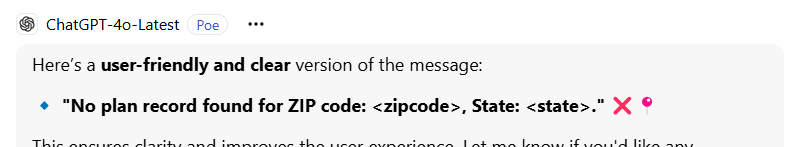 ChatGPT-4o-Latest Poe
Here's a user-friendly and clear version of the message:
"No plan record found for ZIP code: <zipcode>, State: <state>."
This ensures clarity and improves the user experience. Let me know if you'd like any